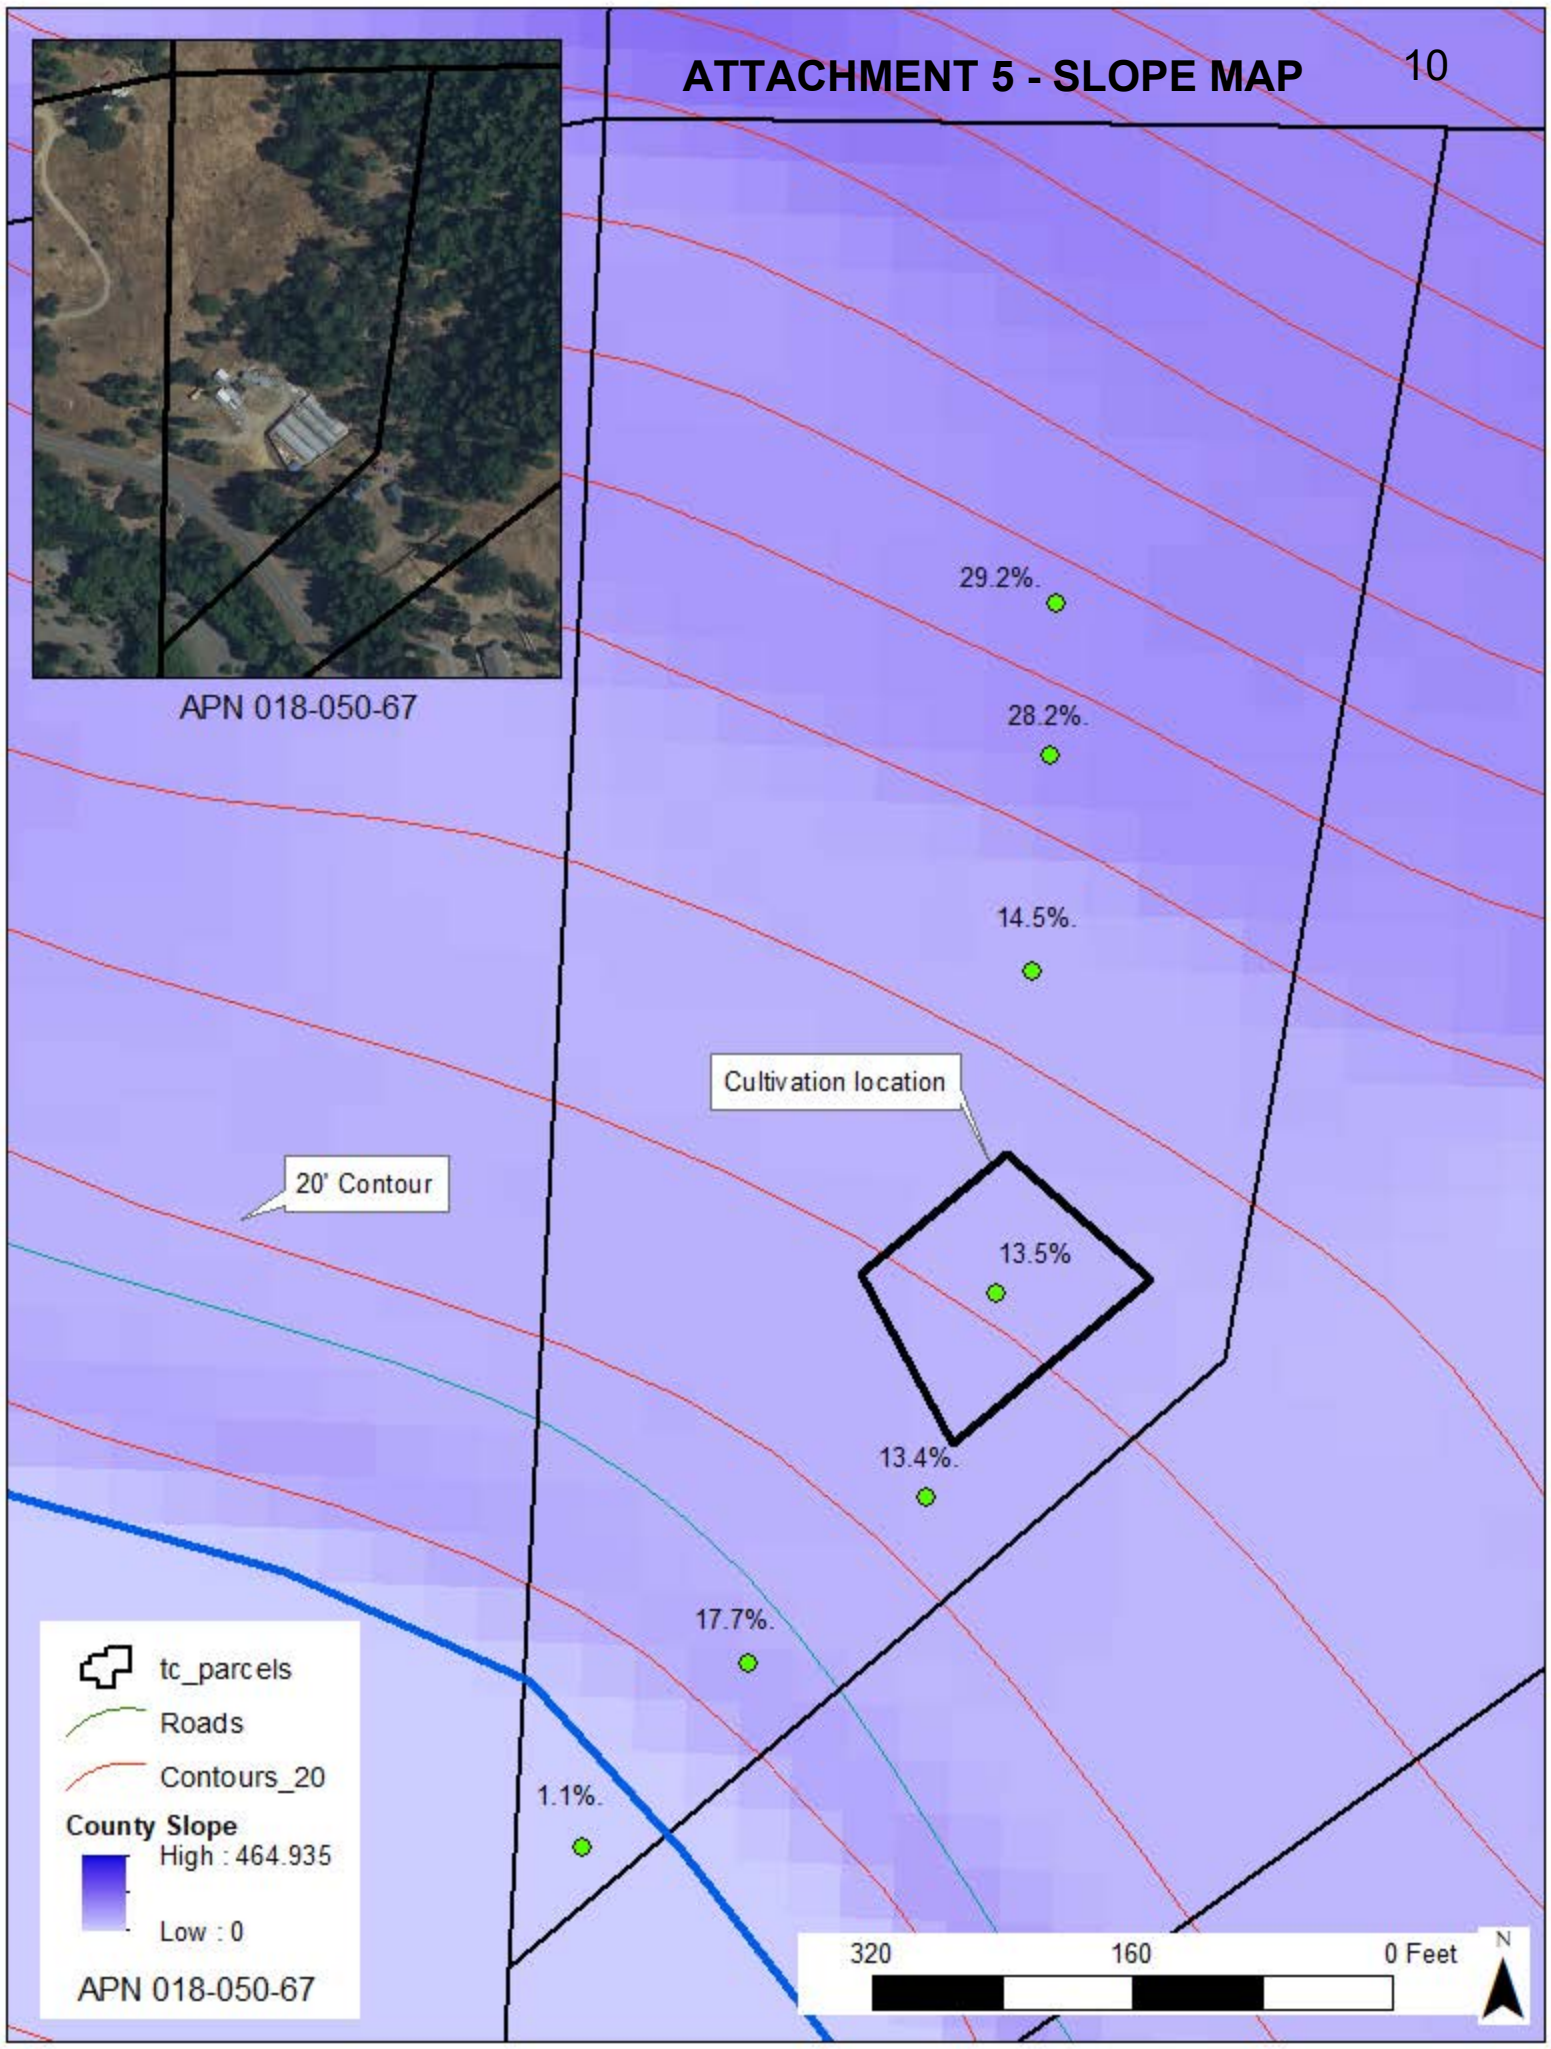 ATTACHMENT 5 - SLOPE MAP
10
APN 018-050-67
29.2%.
28.2%.
14.5%.
Cultivation location
20' Contour
13.5%
13.4%.
17.7%.
1.1%.
tc_parcels
Roads
Contours_20
County Slope
High : 464.935
Low : 0
APN 018-050-67
320 160 0 Feet
N